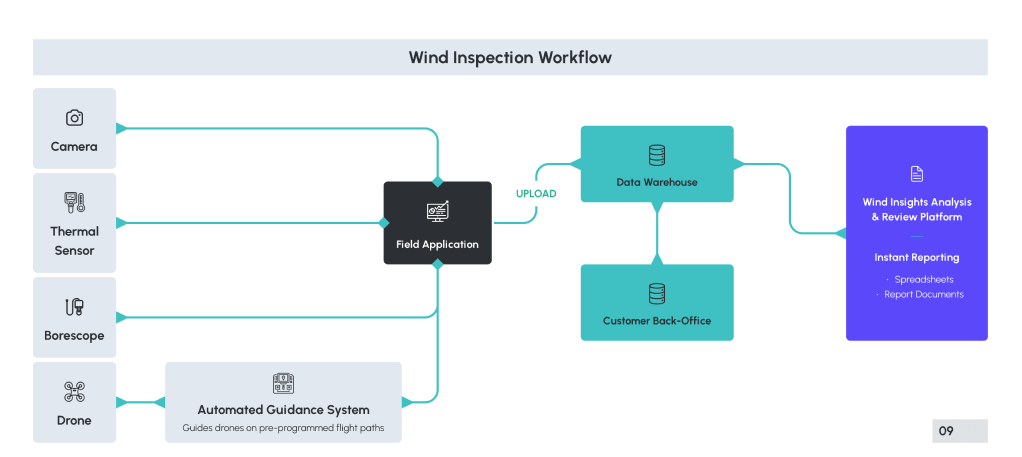 Wind Inspection Workflow
Camera
Thermal
Sensor
Borescope
Drone
Automated Guidance System
Guides drones on pre-programmed flight paths
Field Application
UPLOAD
Data Warehouse
Customer Back-Office
Wind Insights Analysis
& Review Platform
Instant Reporting
· Spreadsheets
· Report Documents
09